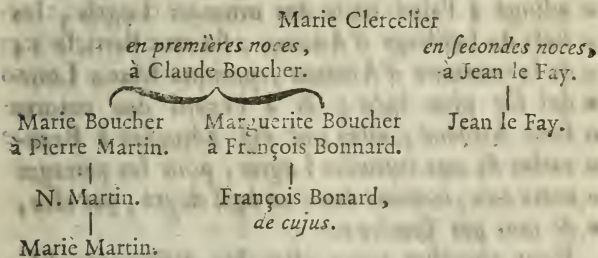 Marie Clercelier
en premières noces, en secondes noces,
à Claude Boucher. à Jean le Fay.
Marie Boucher Marguerite Boucher Jean le Fay.
à Pierre Martin. à François Bonnard.
N. Martin. François Bonard,
de cujus.
Marie Martin.